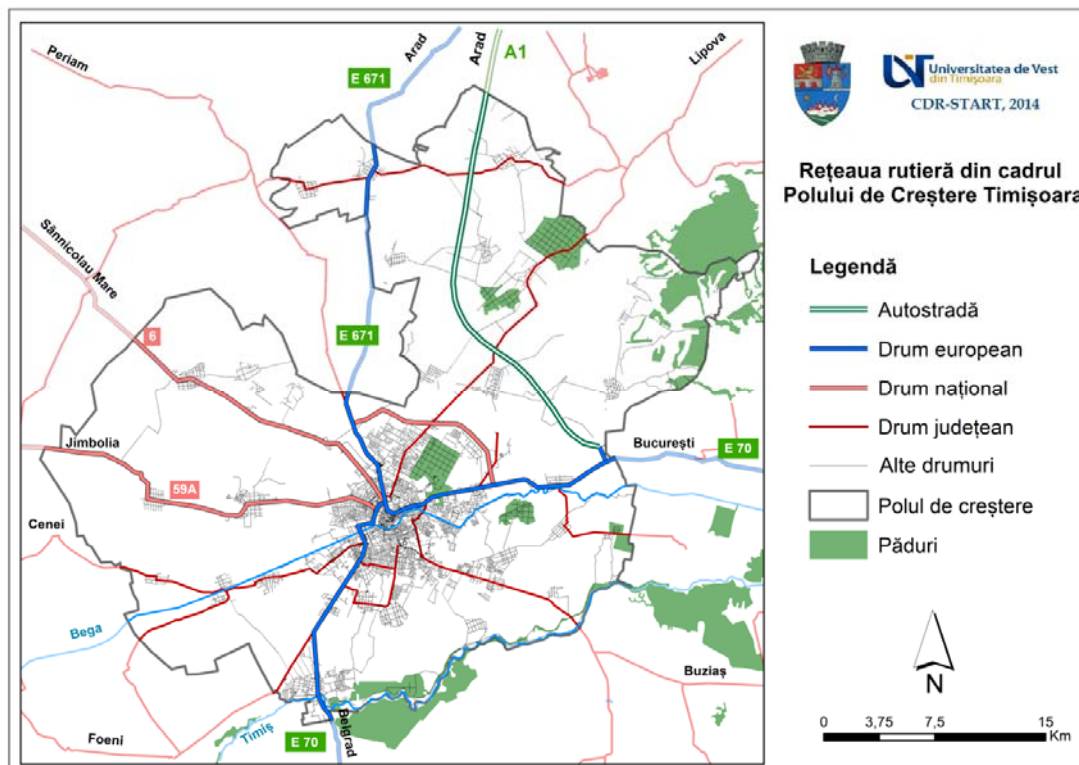 Periam
Arad
Arad
A1
Lipova
E 671
Sânnicolau Mare
6
E 671
Jimbolia
București
E 70
59A
Cenei
Bega
Buziaș
Foeni
Timiș
Belgrad
E 70
UVT
Universitatea de Vest
din Timișoara
CDR-START, 2014
Rețeaua rutieră din cadrul
Polului de Creștere Timișoara
Legendă
Autostradă
Drum european
Drum național
Drum județean
Alte drumuri
Polul de creștere
Păduri
N
0 3,75 7,5 15
Km